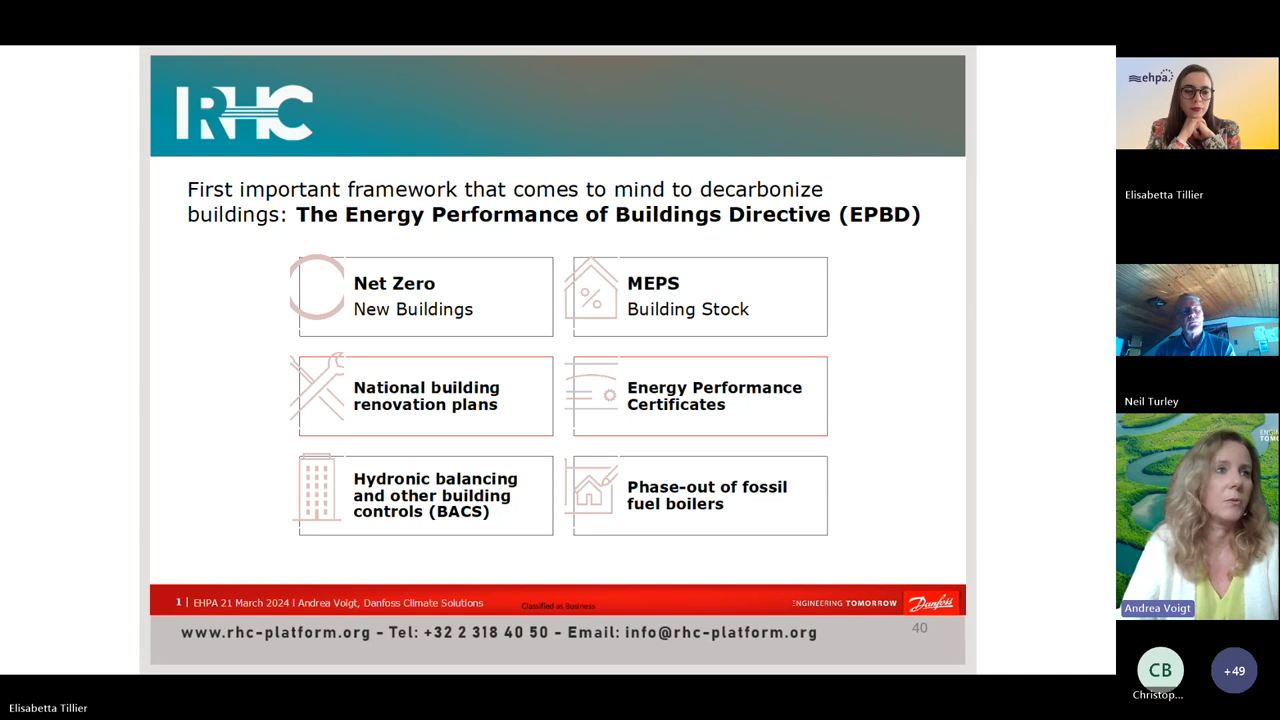 RHC
First important framework that comes to mind to decarbonize
buildings: The Energy Performance of Buildings Directive (EPBD)
Net Zero
New Buildings
MEPS
Building Stock
National building
renovation plans
Energy Performance
Certificates
Hydronic balancing
and other building
controls (BACS)
Phase-out of fossil
fuel boilers
1 | EHPA 21 March 2024 l Andrea Voigt, Danfoss Climate Solutions
Classified as Business
ENGINEERING TOMORROW
Danfoss
www.rhc-platform.org - Tel: +32 2 318 40 50 - Email: info@rhc-platform.org
40
ehpa
Elisabetta Tillier
Neil Turley
Andrea Voigt
CB
Christop...
+49
Elisabetta Tillier